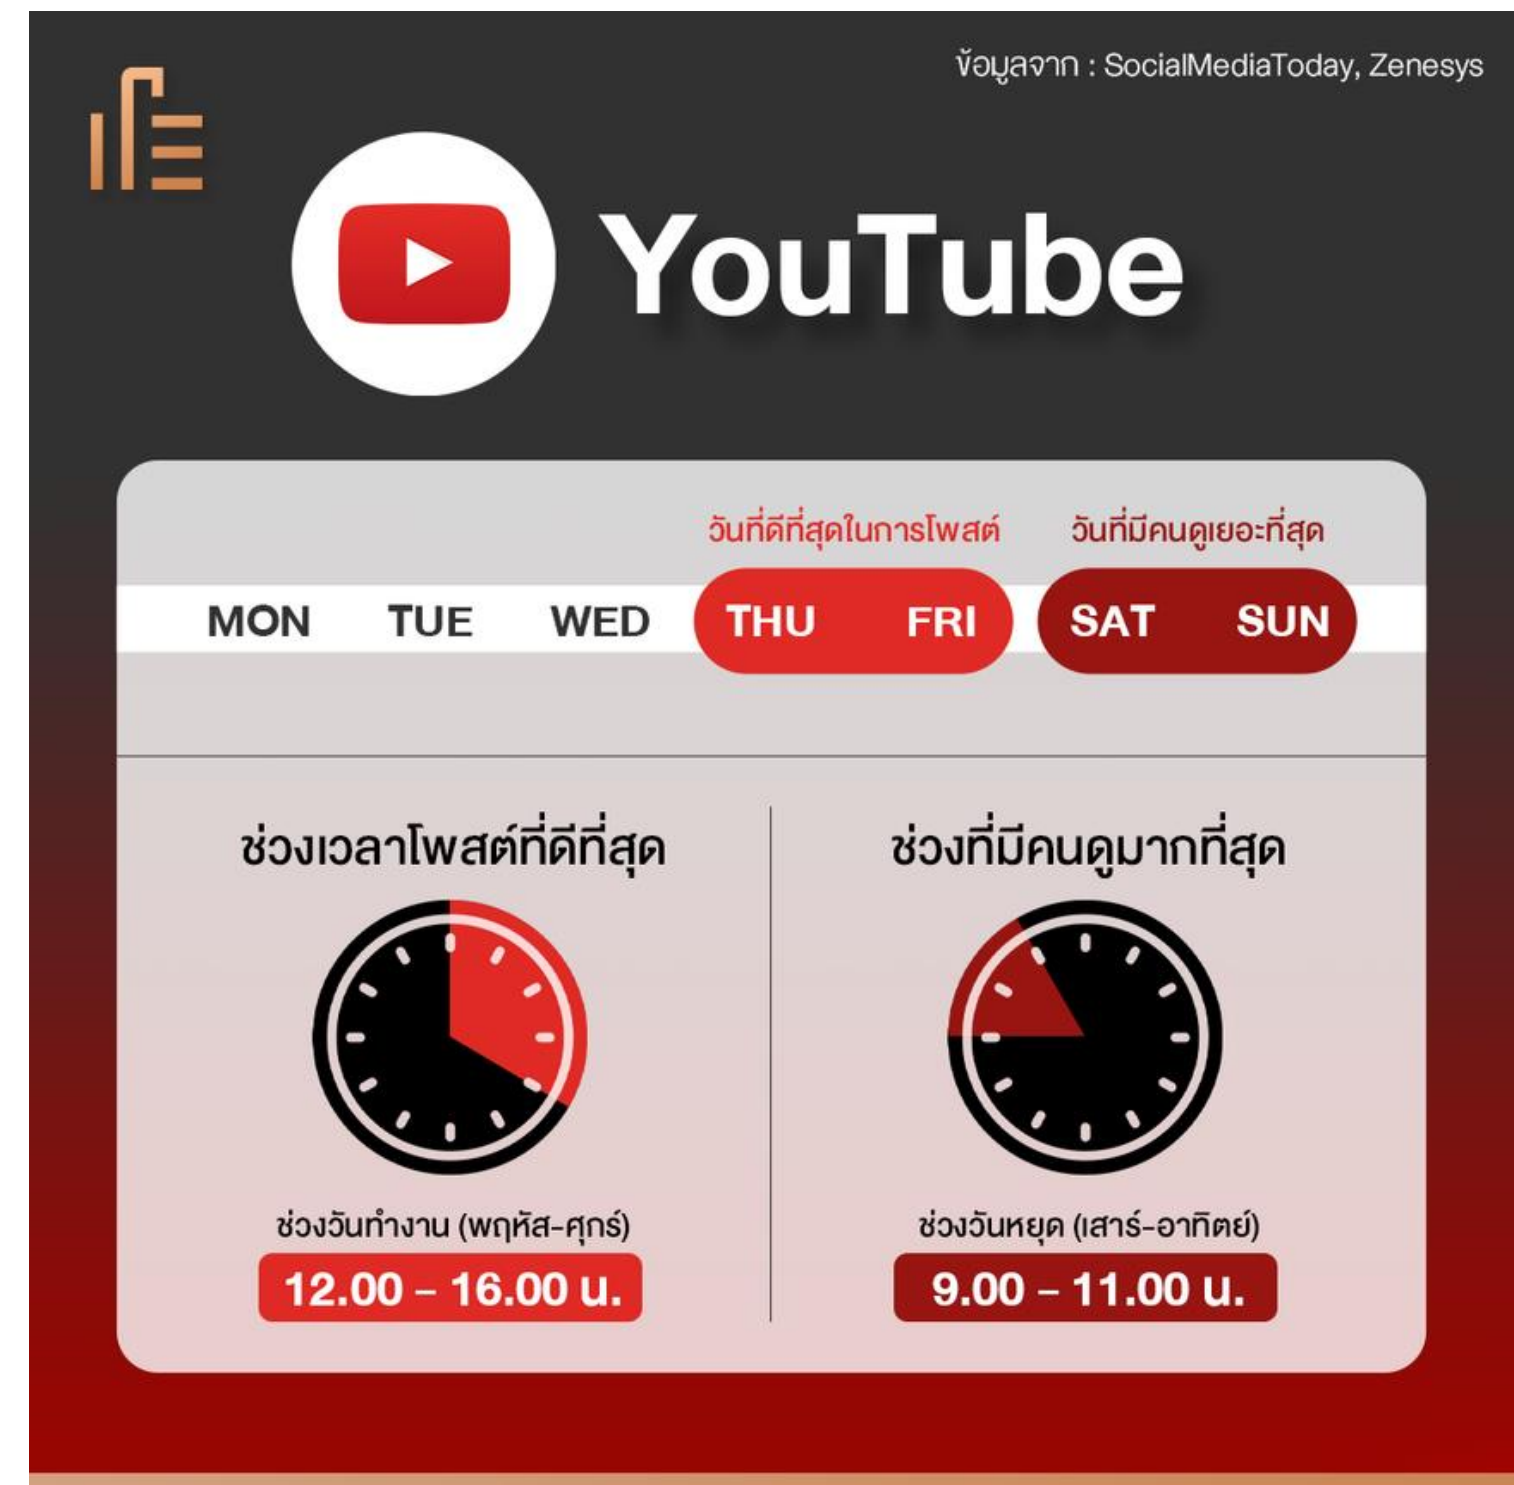 ข้อมูลจาก : SocialMediaToday, Zenesys
YouTube
วันที่ดีที่สุดในการโพสต์ วันที่มีคนดูเยอะที่สุด
MON TUE WED THU FRI SAT SUN
ช่วงเวลาโพสต์ที่ดีที่สุด
ช่วงวันทำงาน (พฤหัส-ศุกร์)
12.00 – 16.00 น.
ช่วงที่มีคนดูมากที่สุด
ช่วงวันหยุด (เสาร์-อาทิตย์)
9.00 – 11.00 น.